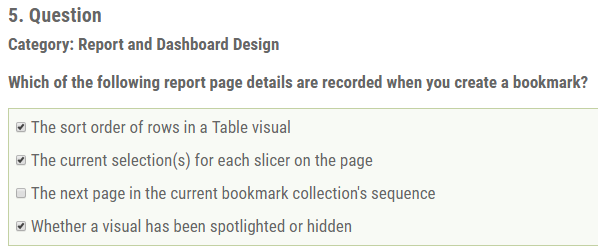 5. Question
Category: Report and Dashboard Design
Which of the following report page details are recorded when you create a bookmark?
The sort order of rows in a Table visual
The current selection(s) for each slicer on the page
The next page in the current bookmark collection's sequence
Whether a visual has been spotlighted or hidden